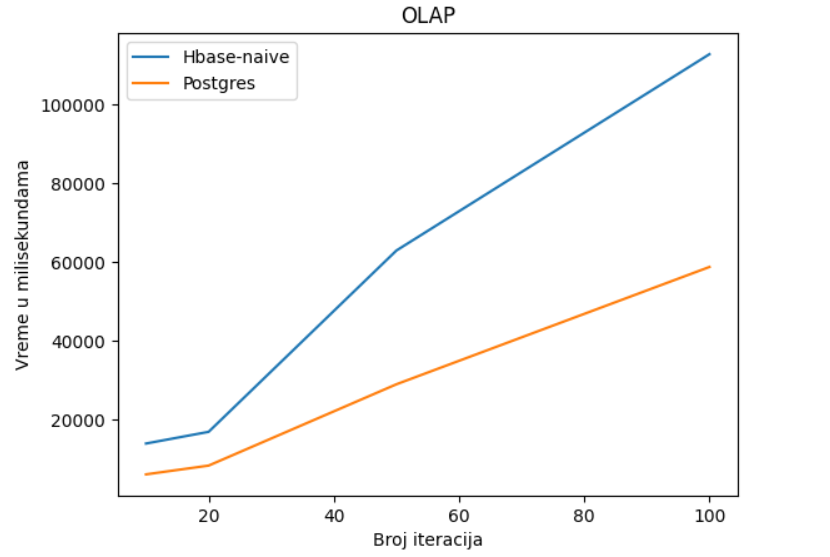 OLAP
Hbase-naive
Postgres
Vreme u milisekundama
100000
80000
60000
40000
20000
20 40 60 80 100
Broj iteracija